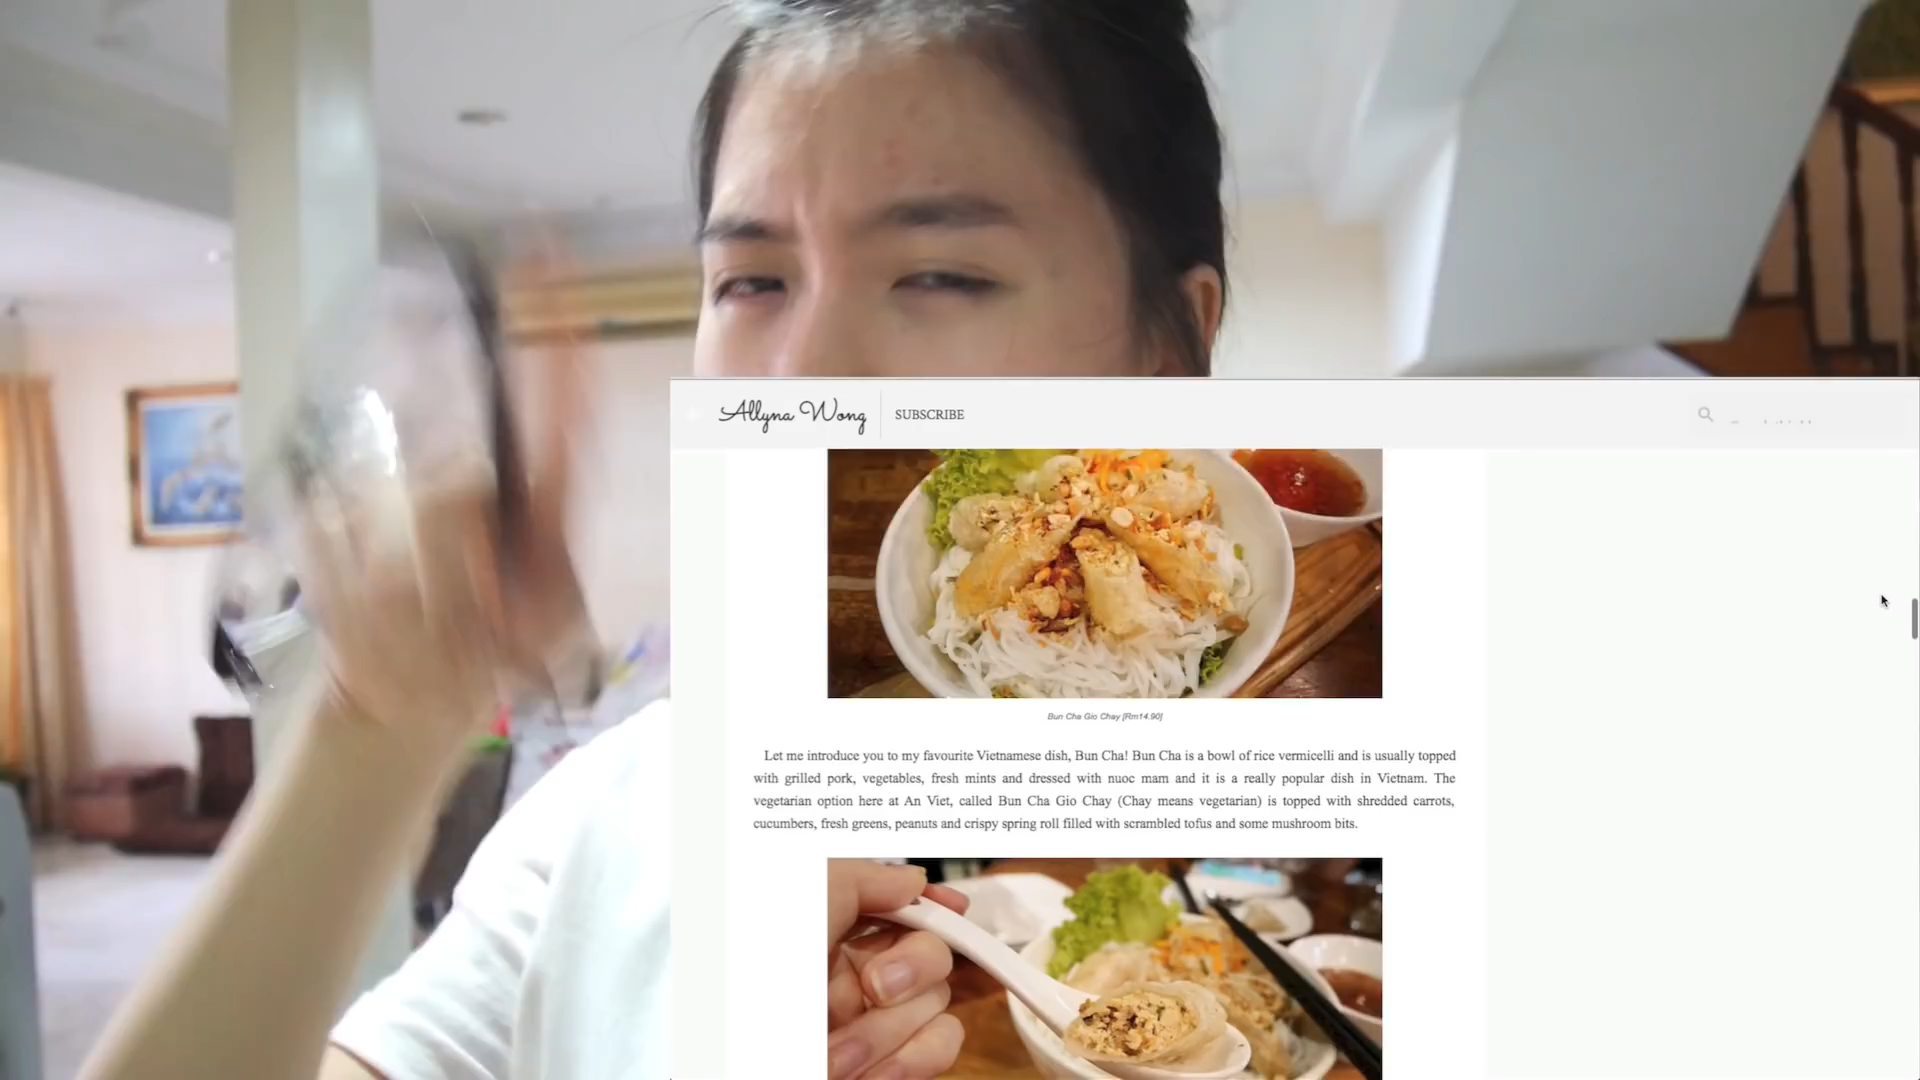 Allyna Wong
SUBSCRIBE
Bun Cha Gio Chay [Rm14.90]
Let me introduce you to my favourite Vietnamese dish, Bun Cha! Bun Cha is a bowl of rice vermicelli and is usually topped
with grilled pork, vegetables, fresh mints and dressed with nuoc mam and it is a really popular dish in Vietnam. The
vegetarian option here at An Viet, called Bun Cha Gio Chay (Chay means vegetarian) is topped with shredded carrots,
cucumbers, fresh greens, peanuts and crispy spring roll filled with scrambled tofus and some mushroom bits.